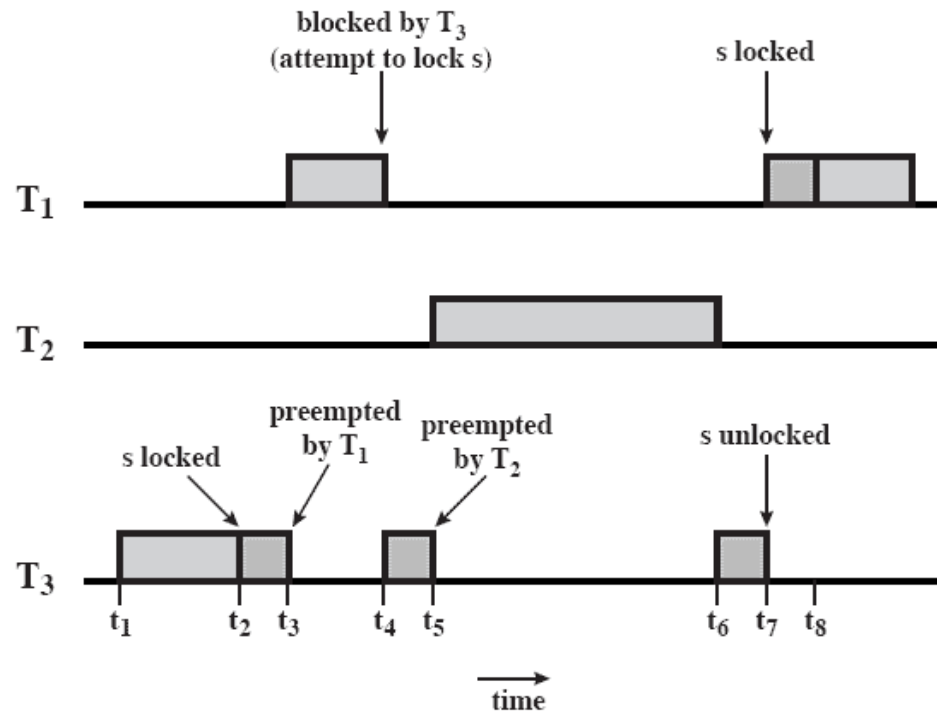 blocked by T₃
(attempt to lock s)
s locked
T₁
T₂
preempted
by T₁
preempted
by T₂
s locked
s unlocked
T₃
t₁ t₂ t₃ t₄ t₅ t₆ t₇ t₈
time